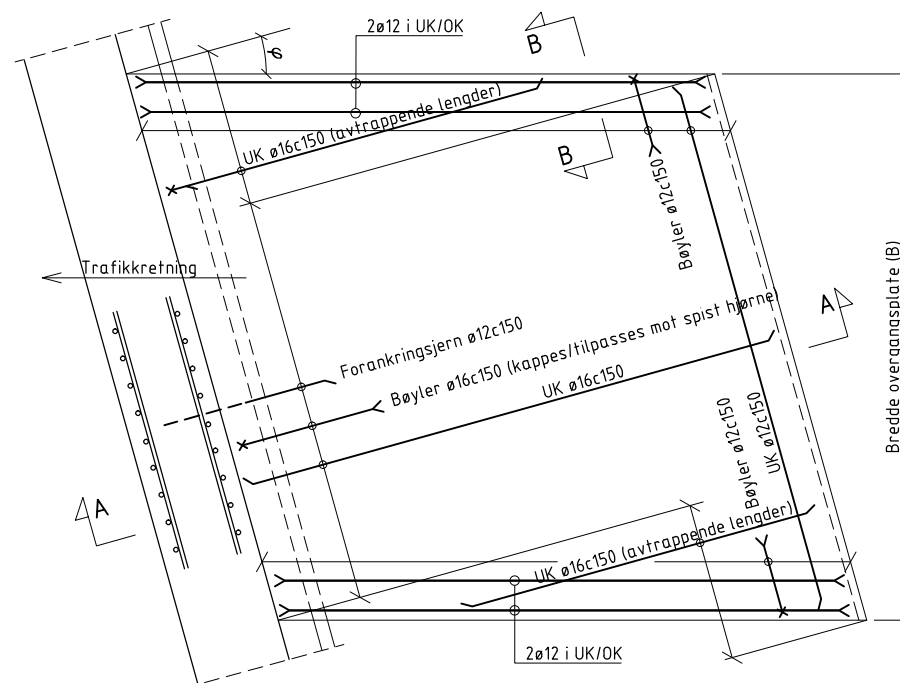 2ø12 i UK/OK
B
φ
UK ø16c150 (avtrappende lengder)
B
Bøyler ø12c150
Trafikkretning
Bredde overgangsplate (B)
A
Forankringsjern ø12c150
Bøyler ø16c150 (kappes/tilpasses mot spist hjørne)
UK ø16c150
Bøyler ø12c150
UK ø12c150
A
UK ø16c150 (avtrappende lengder)
2ø12 i UK/OK